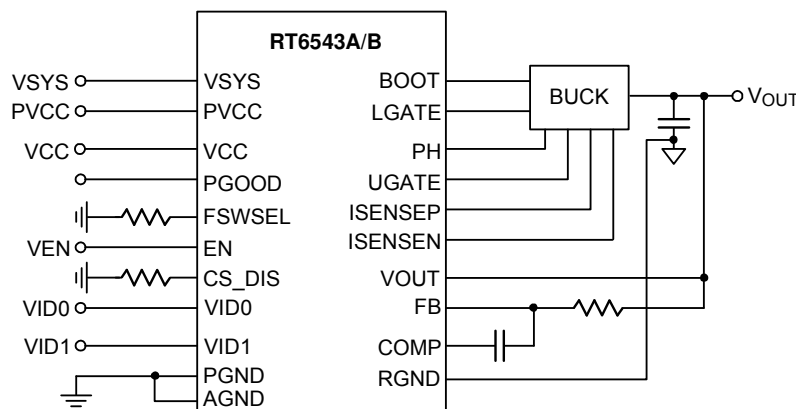 RT6543A/B
VSYS VSYS BOOT
PVCC PVCC LGATE
BUCK
VOUT
VCC VCC PH
PGOOD UGATE
FSWSEL ISENSEP
VEN EN ISENSEN
CS_DIS VOUT
VID0 VID0 FB
VID1 VID1 COMP
PGND RGND
AGND